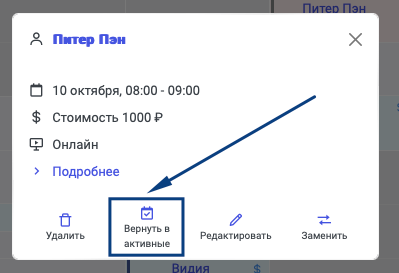 Питер Пэн
Питер Пэн
10 октября, 08:00 - 09:00
$ Стоимость 1000 ₽
Онлайн
> Подробнее
Удалить
Вернуть в
активные
Редактировать
Заменить
Видия $